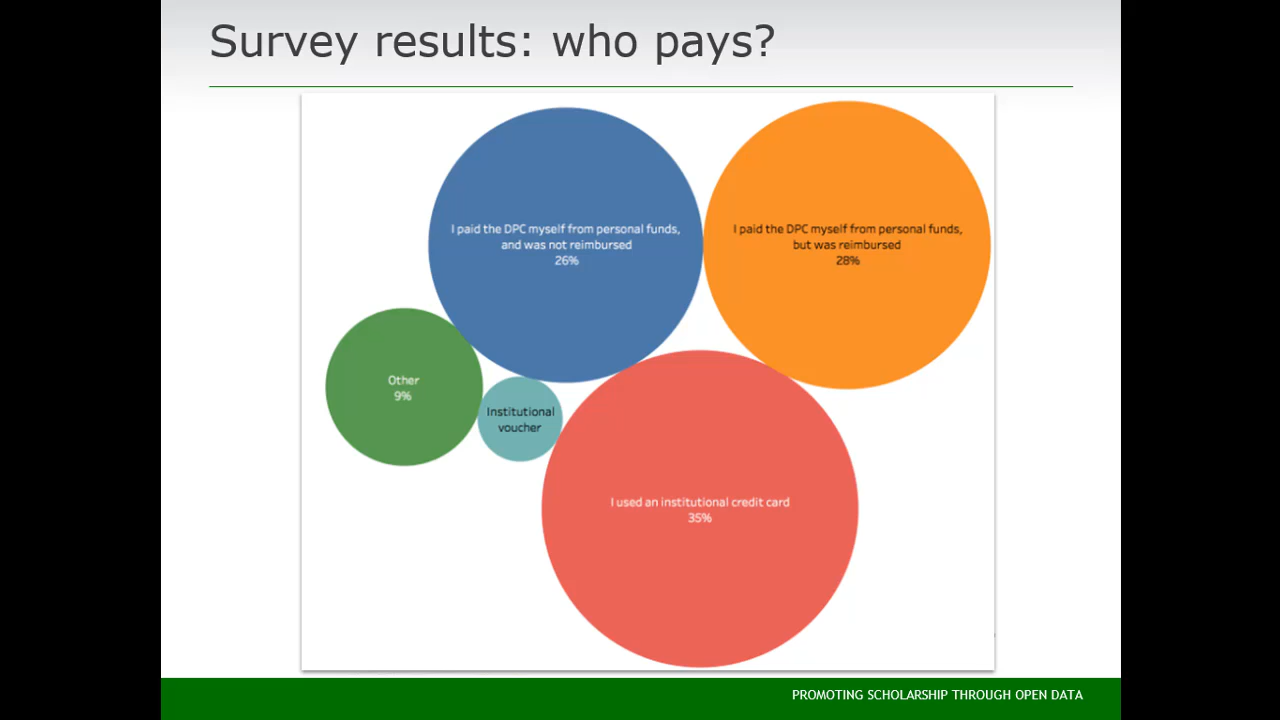 Survey results: who pays?
I paid the DPC myself from personal funds,
and was not reimbursed
26%
I paid the DPC myself from personal funds,
but was reimbursed
28%
Other
9%
Institutional
voucher
I used an institutional credit card
35%
PROMOTING SCHOLARSHIP THROUGH OPEN DATA